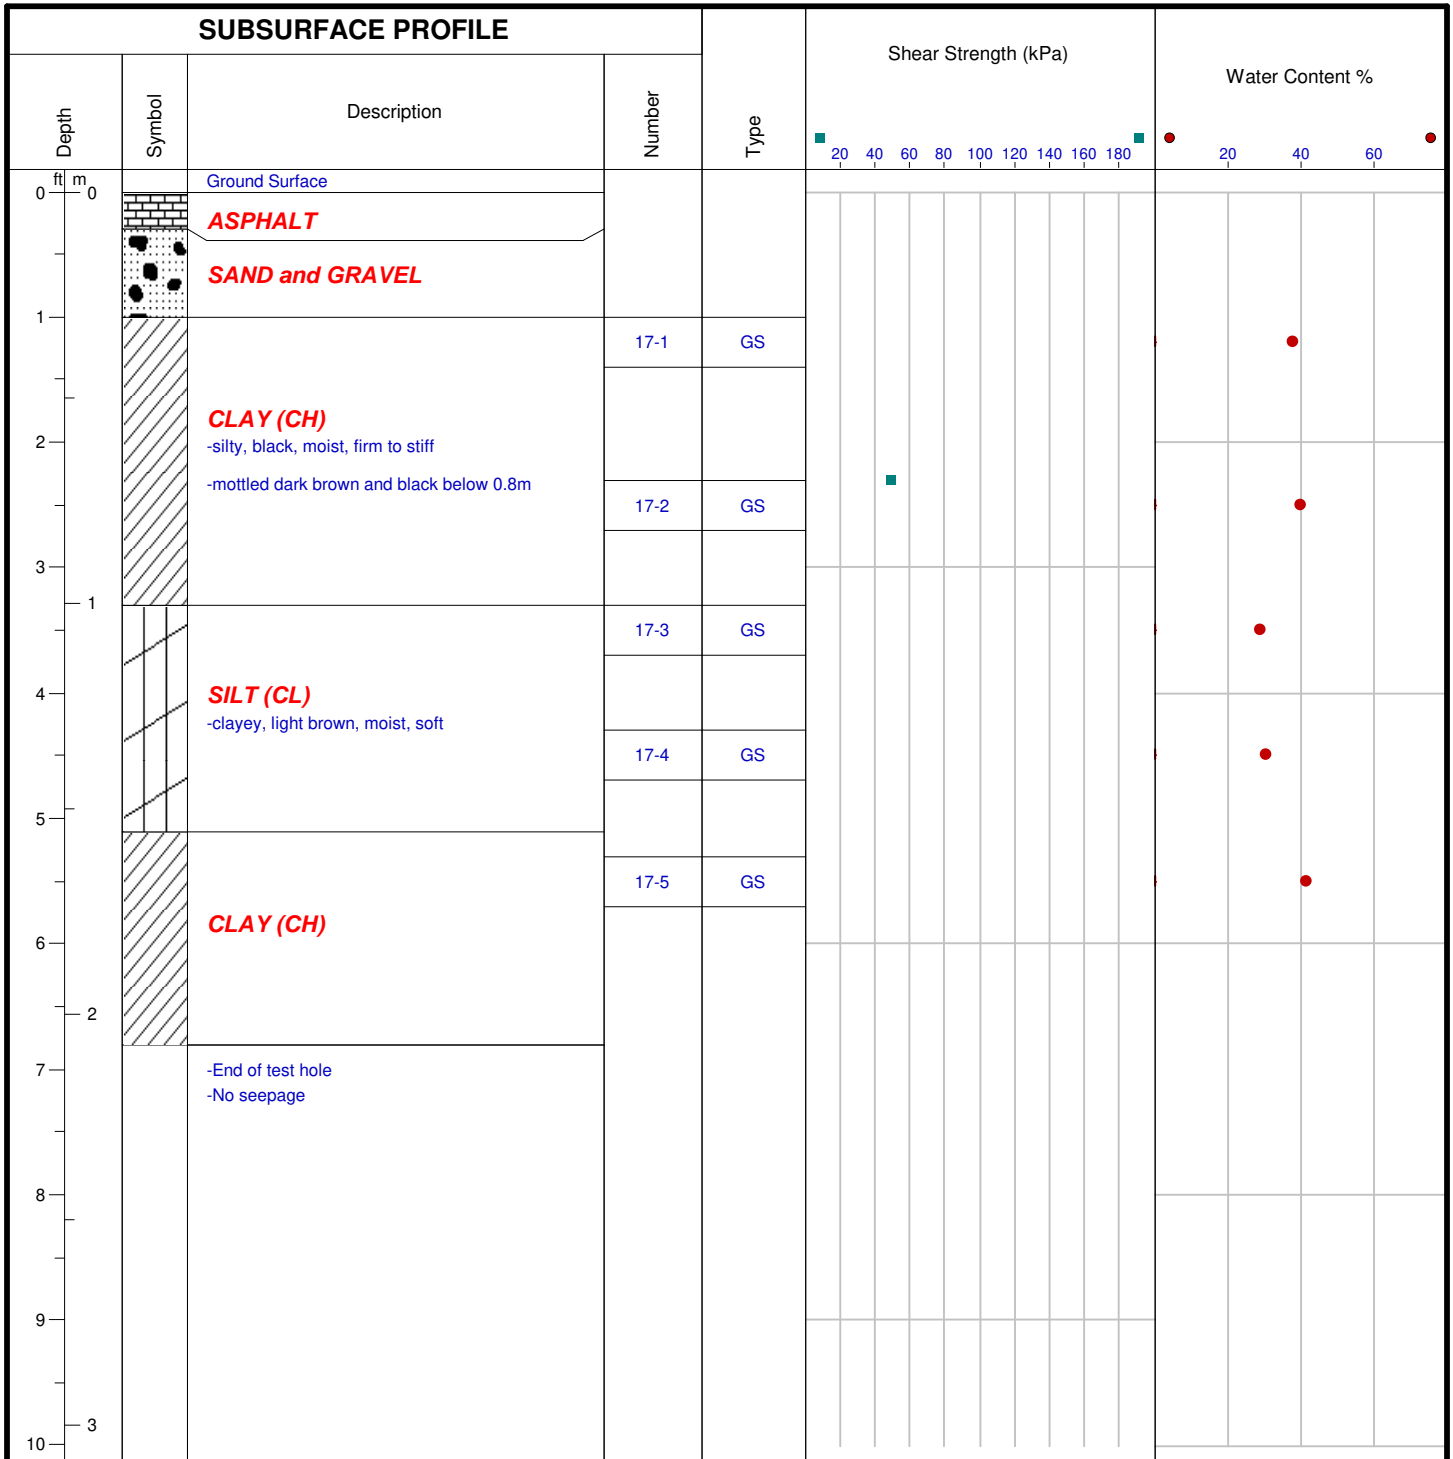 SUBSURFACE PROFILE
Depth
Symbol
Description
Number
Type
Shear Strength (kPa)
20 40 60 80 100 120 140 160 180
Water Content %
20 40 60
ft m
0 0
Ground Surface
ASPHALT
SAND and GRAVEL
1
17-1 GS
CLAY (CH)
2
-silty, black, moist, firm to stiff
-mottled dark brown and black below 0.8m
17-2 GS
3
1
17-3 GS
4
SILT (CL)
-clayey, light brown, moist, soft
17-4 GS
5
17-5 GS
CLAY (CH)
6
2
7
-End of test hole
-No seepage
8
9
3
10